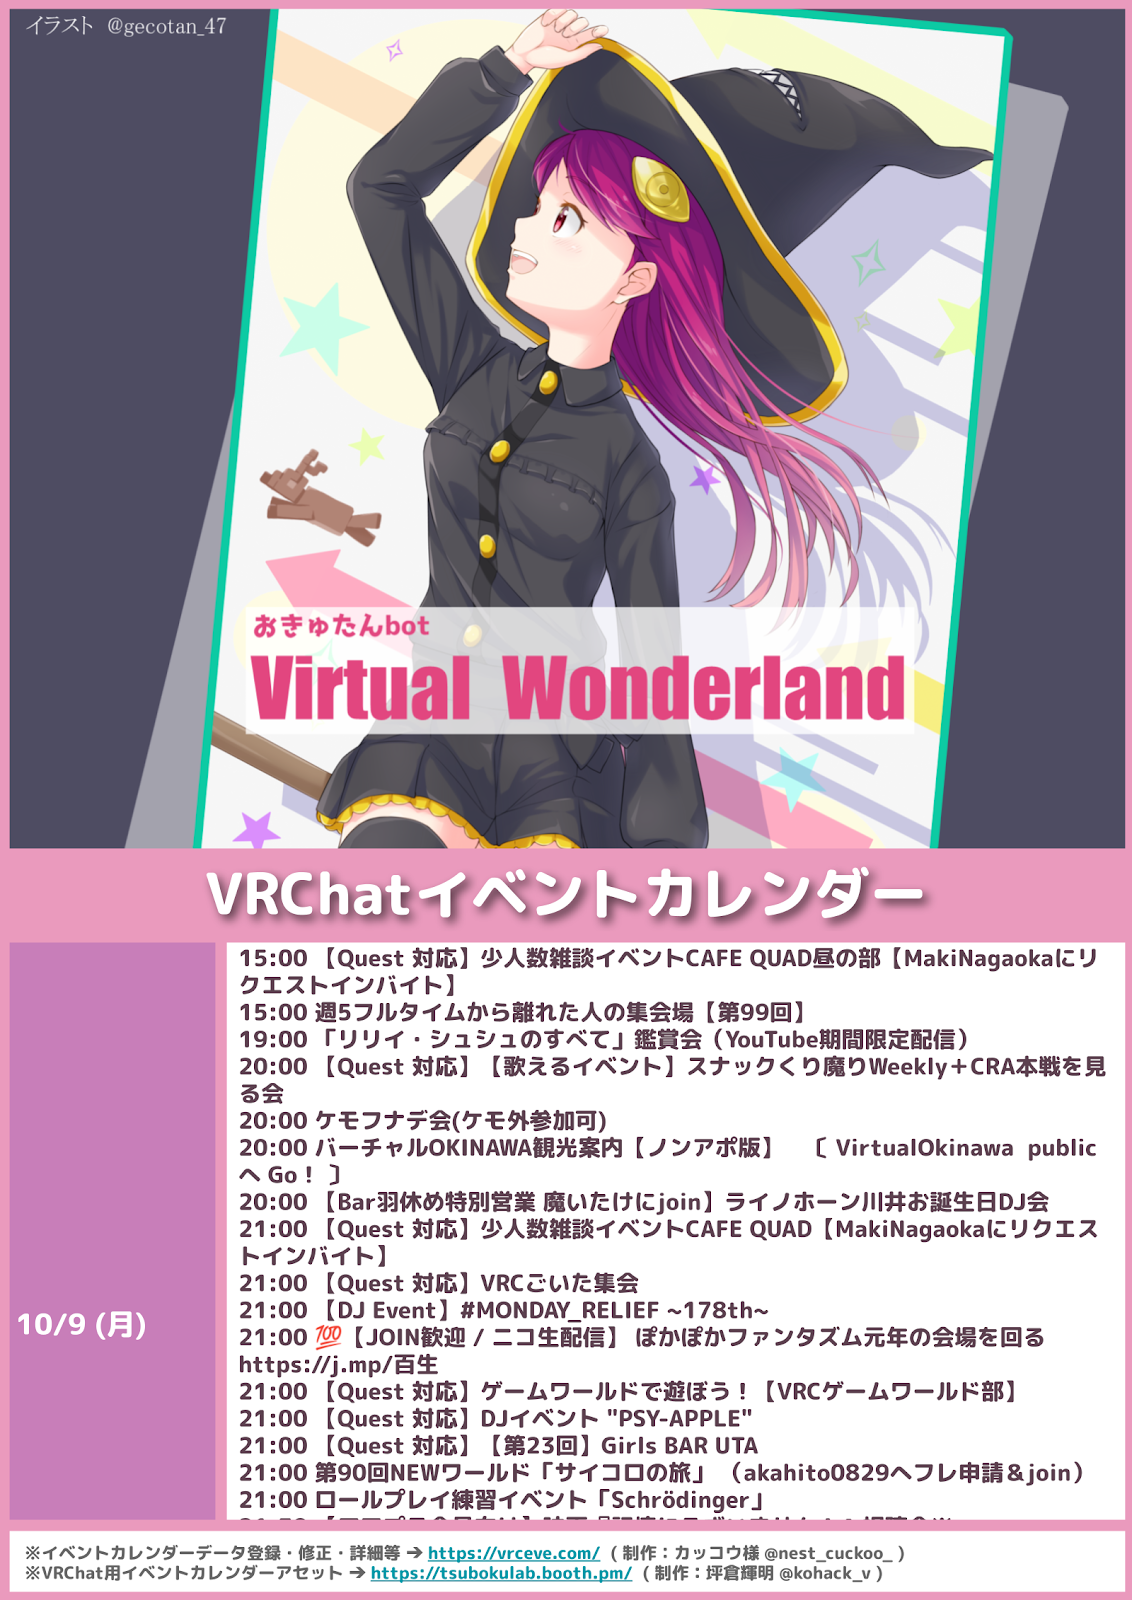 イラスト @gecotan_47
おきゅたんbot
Virtual Wonderland
VRChatイベントカレンダー
10/9 (月)
15:00 【Quest 対応】少人数雑談イベントCAFE QUAD昼の部【MakiNagaokaにリ
クエストインバイト】
15:00 週5フルタイムから離れた人の集会場【第99回】
19:00 「リリイ・シュシュのすべて」鑑賞会（YouTube期間限定配信）
20:00 【Quest 対応】【歌えるイベント】スナックくり魔りWeekly＋CRA本戦を見
る会
20:00 ケモフナデ会(ケモ外参加可)
20:00 バーチャルOKINAWA観光案内【ノンアポ版】 〔 VirtualOkinawa public
へ Go！ 〕
20:00 【Bar羽休め特別営業 魔いたけにjoin】ライノホーン川井お誕生日DJ会
21:00 【Quest 対応】少人数雑談イベントCAFE QUAD【MakiNagaokaにリクエス
トインバイト】
21:00 【Quest 対応】VRCごいた集会
21:00 【DJ Event】#MONDAY_RELIEF ~178th~
21:00 💯【JOIN歓迎 / ニコ生配信】 ぽかぽかファンタズム元年の会場を回る
https://j.mp/百生
21:00 【Quest 対応】ゲームワールドで遊ぼう！【VRCゲームワールド部】
21:00 【Quest 対応】DJイベント "PSY-APPLE"
21:00 【Quest 対応】【第23回】Girls BAR UTA
21:00 第90回NEWワールド「サイコロの旅」（akahito0829へフレ申請＆join）
21:00 ロールプレイ練習イベント「Schrödinger」
※イベントカレンダーデータ登録・修正・詳細等 ➔ https://vrceve.com/ ( 制作：カッコウ様 @nest_cuckoo_ )
※VRChat用イベントカレンダーアセット ➔ https://tsubokulab.booth.pm/ ( 制作：坪倉輝明 @kohack_v )